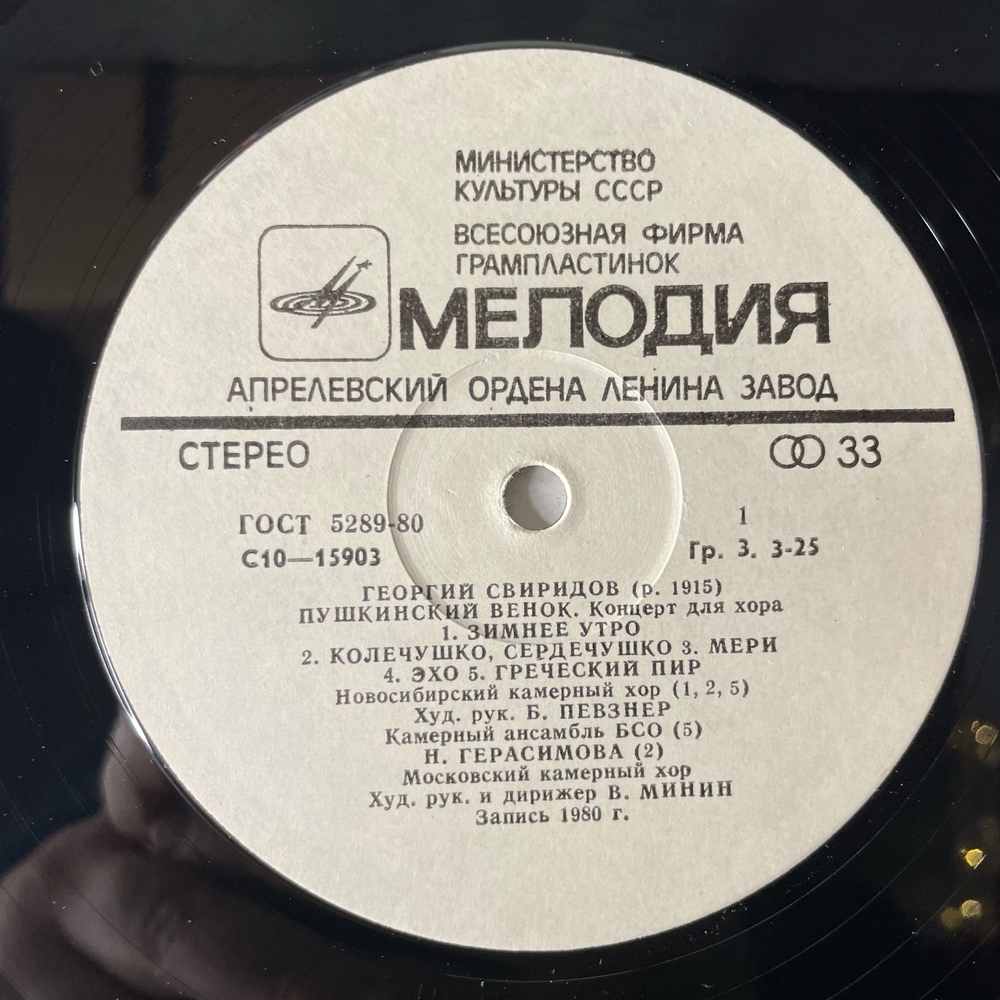 МИНИСТЕРСТВО
КУЛЬТУРЫ СССР
ВСЕСОЮЗНАЯ ФИРМА
ГРАМПЛАСТИНОК
МЕЛОДИЯ
АПРЕЛЕВСКИЙ ОРДЕНА ЛЕНИНА ЗАВОД
СТЕРЕО 33
ГОСТ 5289-80 1
С10—15903 Гр. 3. 3-25
ГЕОРГИЙ СВИРИДОВ (р. 1915)
ПУШКИНСКИЙ ВЕНОК. Концерт для хора
1. ЗИМНЕЕ УТРО
2. КОЛЕЧУШКО, СЕРДЕЧУШКО 3. МЕРИ
4. ЭХО 5. ГРЕЧЕСКИЙ ПИР
Новосибирский камерный хор (1, 2, 5)
Худ. рук. Б. ПЕВЗНЕР
Камерный ансамбль БСО (5)
Н. ГЕРАСИМОВА (2)
Московский камерный хор
Худ. рук. и дирижер В. МИНИН
Запись 1980 г.